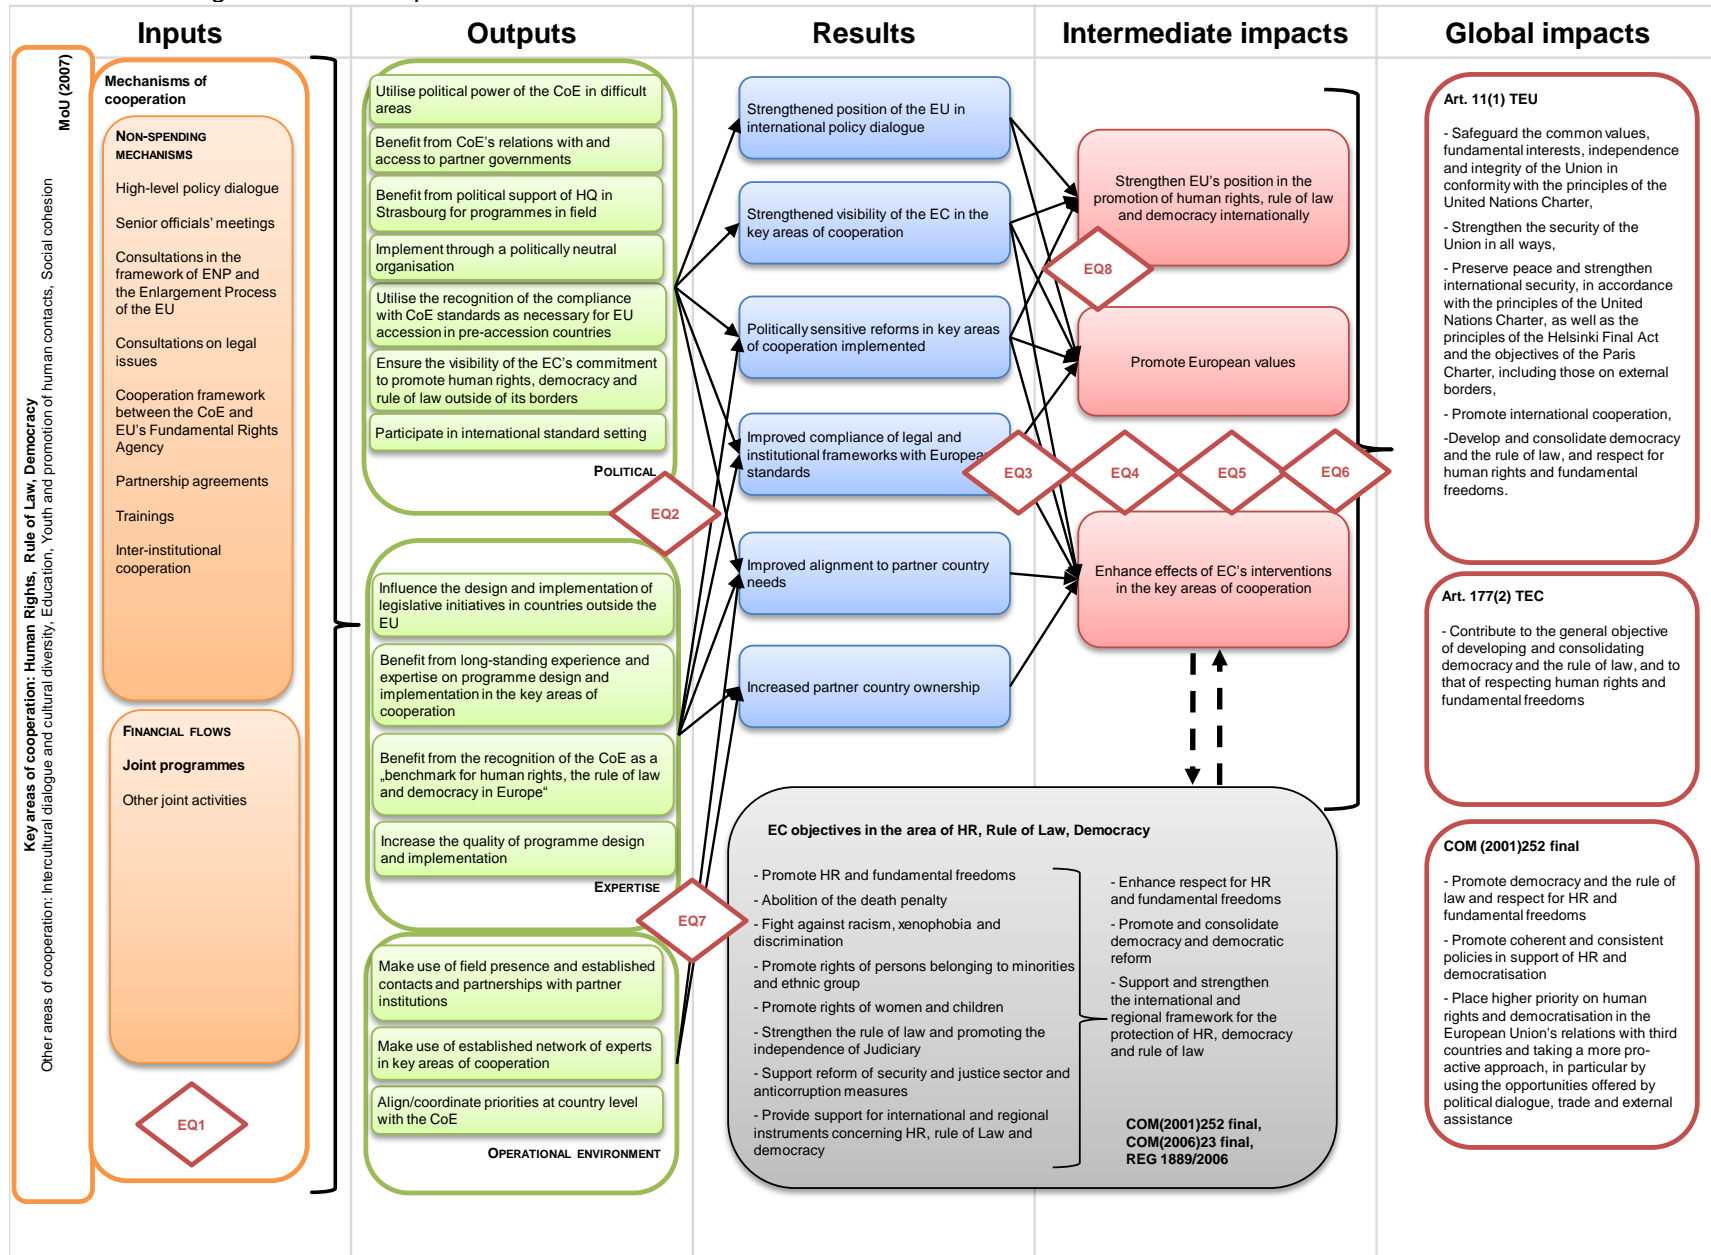 Inputs
Outputs
Results
Intermediate impacts
Global impacts
MoU (2007)
Key areas of cooperation: Human Rights, Rule of Law, Democracy
Other areas of cooperation: Intercultural dialogue and cultural diversity, Education, Youth and promotion of human contacts, Social cohesion
Mechanisms of
cooperation
NON-SPENDING
MECHANISMS
High-level policy dialogue
Senior officials' meetings
Consultations in the
framework of ENP and
the Enlargement Process
of the EU
Consultations on legal
issues
Cooperation framework
between the CoE and
EU's Fundamental Rights
Agency
Partnership agreements
Trainings
Inter-institutional
cooperation
FINANCIAL FLOWS
Joint programmes
Other joint activities
EQ1
Utilise political power of the CoE in difficult
areas
Benefit from CoE's relations with and
access to partner governments
Benefit from political support of HQ in
Strasbourg for programmes in field
Implement through a politically neutral
organisation
Utilise the recognition of the compliance
with CoE standards as necessary for EU
accession in pre-accession countries
Ensure the visibility of the EC's commitment
to promote human rights, democracy and
rule of law outside of its borders
Participate in international standard setting
POLITICAL
EQ2
Influence the design and implementation of
legislative initiatives in countries outside the
EU
Benefit from long-standing experience and
expertise on programme design and
implementation in the key areas of
cooperation
Benefit from the recognition of the CoE as a
„benchmark for human rights, the rule of law
and democracy in Europe“
Increase the quality of programme design
and implementation
EXPERTISE
EQ7
Make use of field presence and established
contacts and partnerships with partner
institutions
Make use of established network of experts
in key areas of cooperation
Align/coordinate priorities at country level
with the CoE
OPERATIONAL ENVIRONMENT
Strengthened position of the EU in
international policy dialogue
Strengthened visibility of the EC in the
key areas of cooperation
Politically sensitive reforms in key areas
of cooperation implemented
Improved compliance of legal and
institutional frameworks with European
standards
Improved alignment to partner country
needs
Increased partner country ownership
Strengthen EU's position in the
promotion of human rights, rule of law
and democracy internationally
EQ8
Promote European values
EQ3
EQ4
EQ5
EQ6
Enhance effects of EC's interventions
in the key areas of cooperation
EC objectives in the area of HR, Rule of Law, Democracy
- Promote HR and fundamental freedoms
- Abolition of the death penalty
- Fight against racism, xenophobia and
discrimination
- Promote rights of persons belonging to minorities
and ethnic group
- Promote rights of women and children
- Strengthen the rule of law and promoting the
independence of Judiciary
- Support reform of security and justice sector and
anticorruption measures
- Provide support for international and regional
instruments concerning HR, rule of Law and
democracy
- Enhance respect for HR
and fundamental freedoms
- Promote and consolidate
democracy and democratic
reform
- Support and strengthen
the international and
regional framework for the
protection of HR, democracy
and rule of law
COM(2001)252 final,
COM(2006)23 final,
REG 1889/2006
Art. 11(1) TEU
- Safeguard the common values,
fundamental interests, independence
and integrity of the Union in
conformity with the principles of the
United Nations Charter,
- Strengthen the security of the
Union in all ways,
- Preserve peace and strengthen
international security, in accordance
with the principles of the United
Nations Charter, as well as the
principles of the Helsinki Final Act
and the objectives of the Paris
Charter, including those on external
borders,
- Promote international cooperation,
-Develop and consolidate democracy
and the rule of law, and respect for
human rights and fundamental
freedoms.
Art. 177(2) TEC
- Contribute to the general objective
of developing and consolidating
democracy and the rule of law, and to
that of respecting human rights and
fundamental freedoms
COM (2001)252 final
- Promote democracy and the rule of
law and respect for HR and
fundamental freedoms
- Promote coherent and consistent
policies in support of HR and
democratisation
- Place higher priority on human
rights and democratisation in the
European Union's relations with third
countries and taking a more pro-
active approach, in particular by
using the opportunities offered by
political dialogue, trade and external
assistance